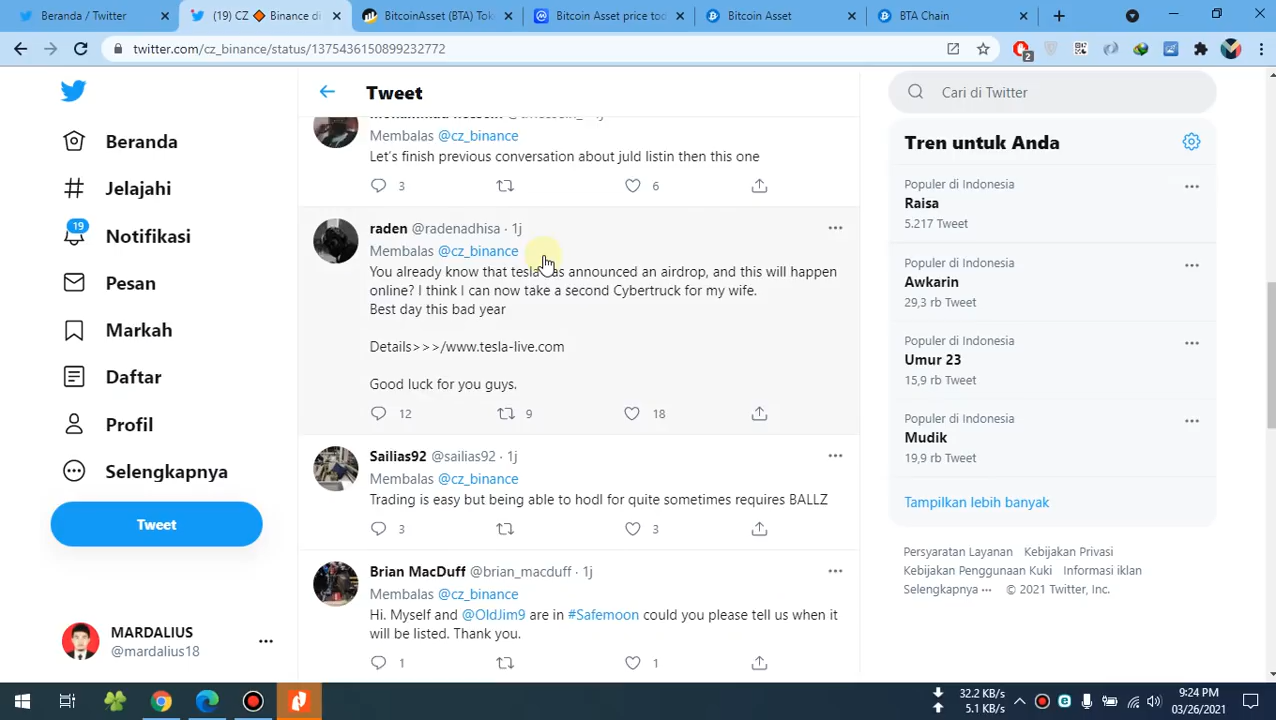 BTA / Twitter
(19) CZ 🔶 Binance di
BitcoinAsset (BTA) Tok
Bitcoin Asset price too
Bitcoin Asset
BTA Chain
twitter.com/cz_binance/status/1375436150899232772
2
Beranda
Jelajahi
19
Notifikasi
Pesan
Markah
Daftar
Profil
Selengkapnya
Tweet
MARDALIUS
@mardalius18
Tweet
Membalas @cz_binance
Let's finish previous conversation about juld listin then this one
3 6
raden @radenadhisa · 1j
Membalas @cz_binance
You already know that tesla has announced an airdrop, and this will happen
online? I think I can now take a second Cybertruck for my wife.
Best day this bad year
Details>>>/www.tesla-live.com
Good luck for you guys.
12 9 18
Sailias92 @sailias92 · 1j
Membalas @cz_binance
Trading is easy but being able to hodl for quite sometimes requires BALLZ
3 3
Brian MacDuff @brian_macduff · 1j
Membalas @cz_binance
Hi. Myself and @OldJim9 are in #Safemoon could you please tell us when it
will be listed. Thank you.
1 1
Cari di Twitter
Tren untuk Anda
Populer di Indonesia
Raisa
5.217 Tweet
Populer di Indonesia
Awkarin
29,3 rb Tweet
Populer di Indonesia
Umur 23
15,9 rb Tweet
Populer di Indonesia
Mudik
19,9 rb Tweet
Tampilkan lebih banyak
Persyaratan Layanan Kebijakan Privasi
Kebijakan Penggunaan Kuki Informasi iklan
Selengkapnya ··· © 2021 Twitter, Inc.
32.2 KB/s
5.1 KB/s
9:24 PM
03/26/2021